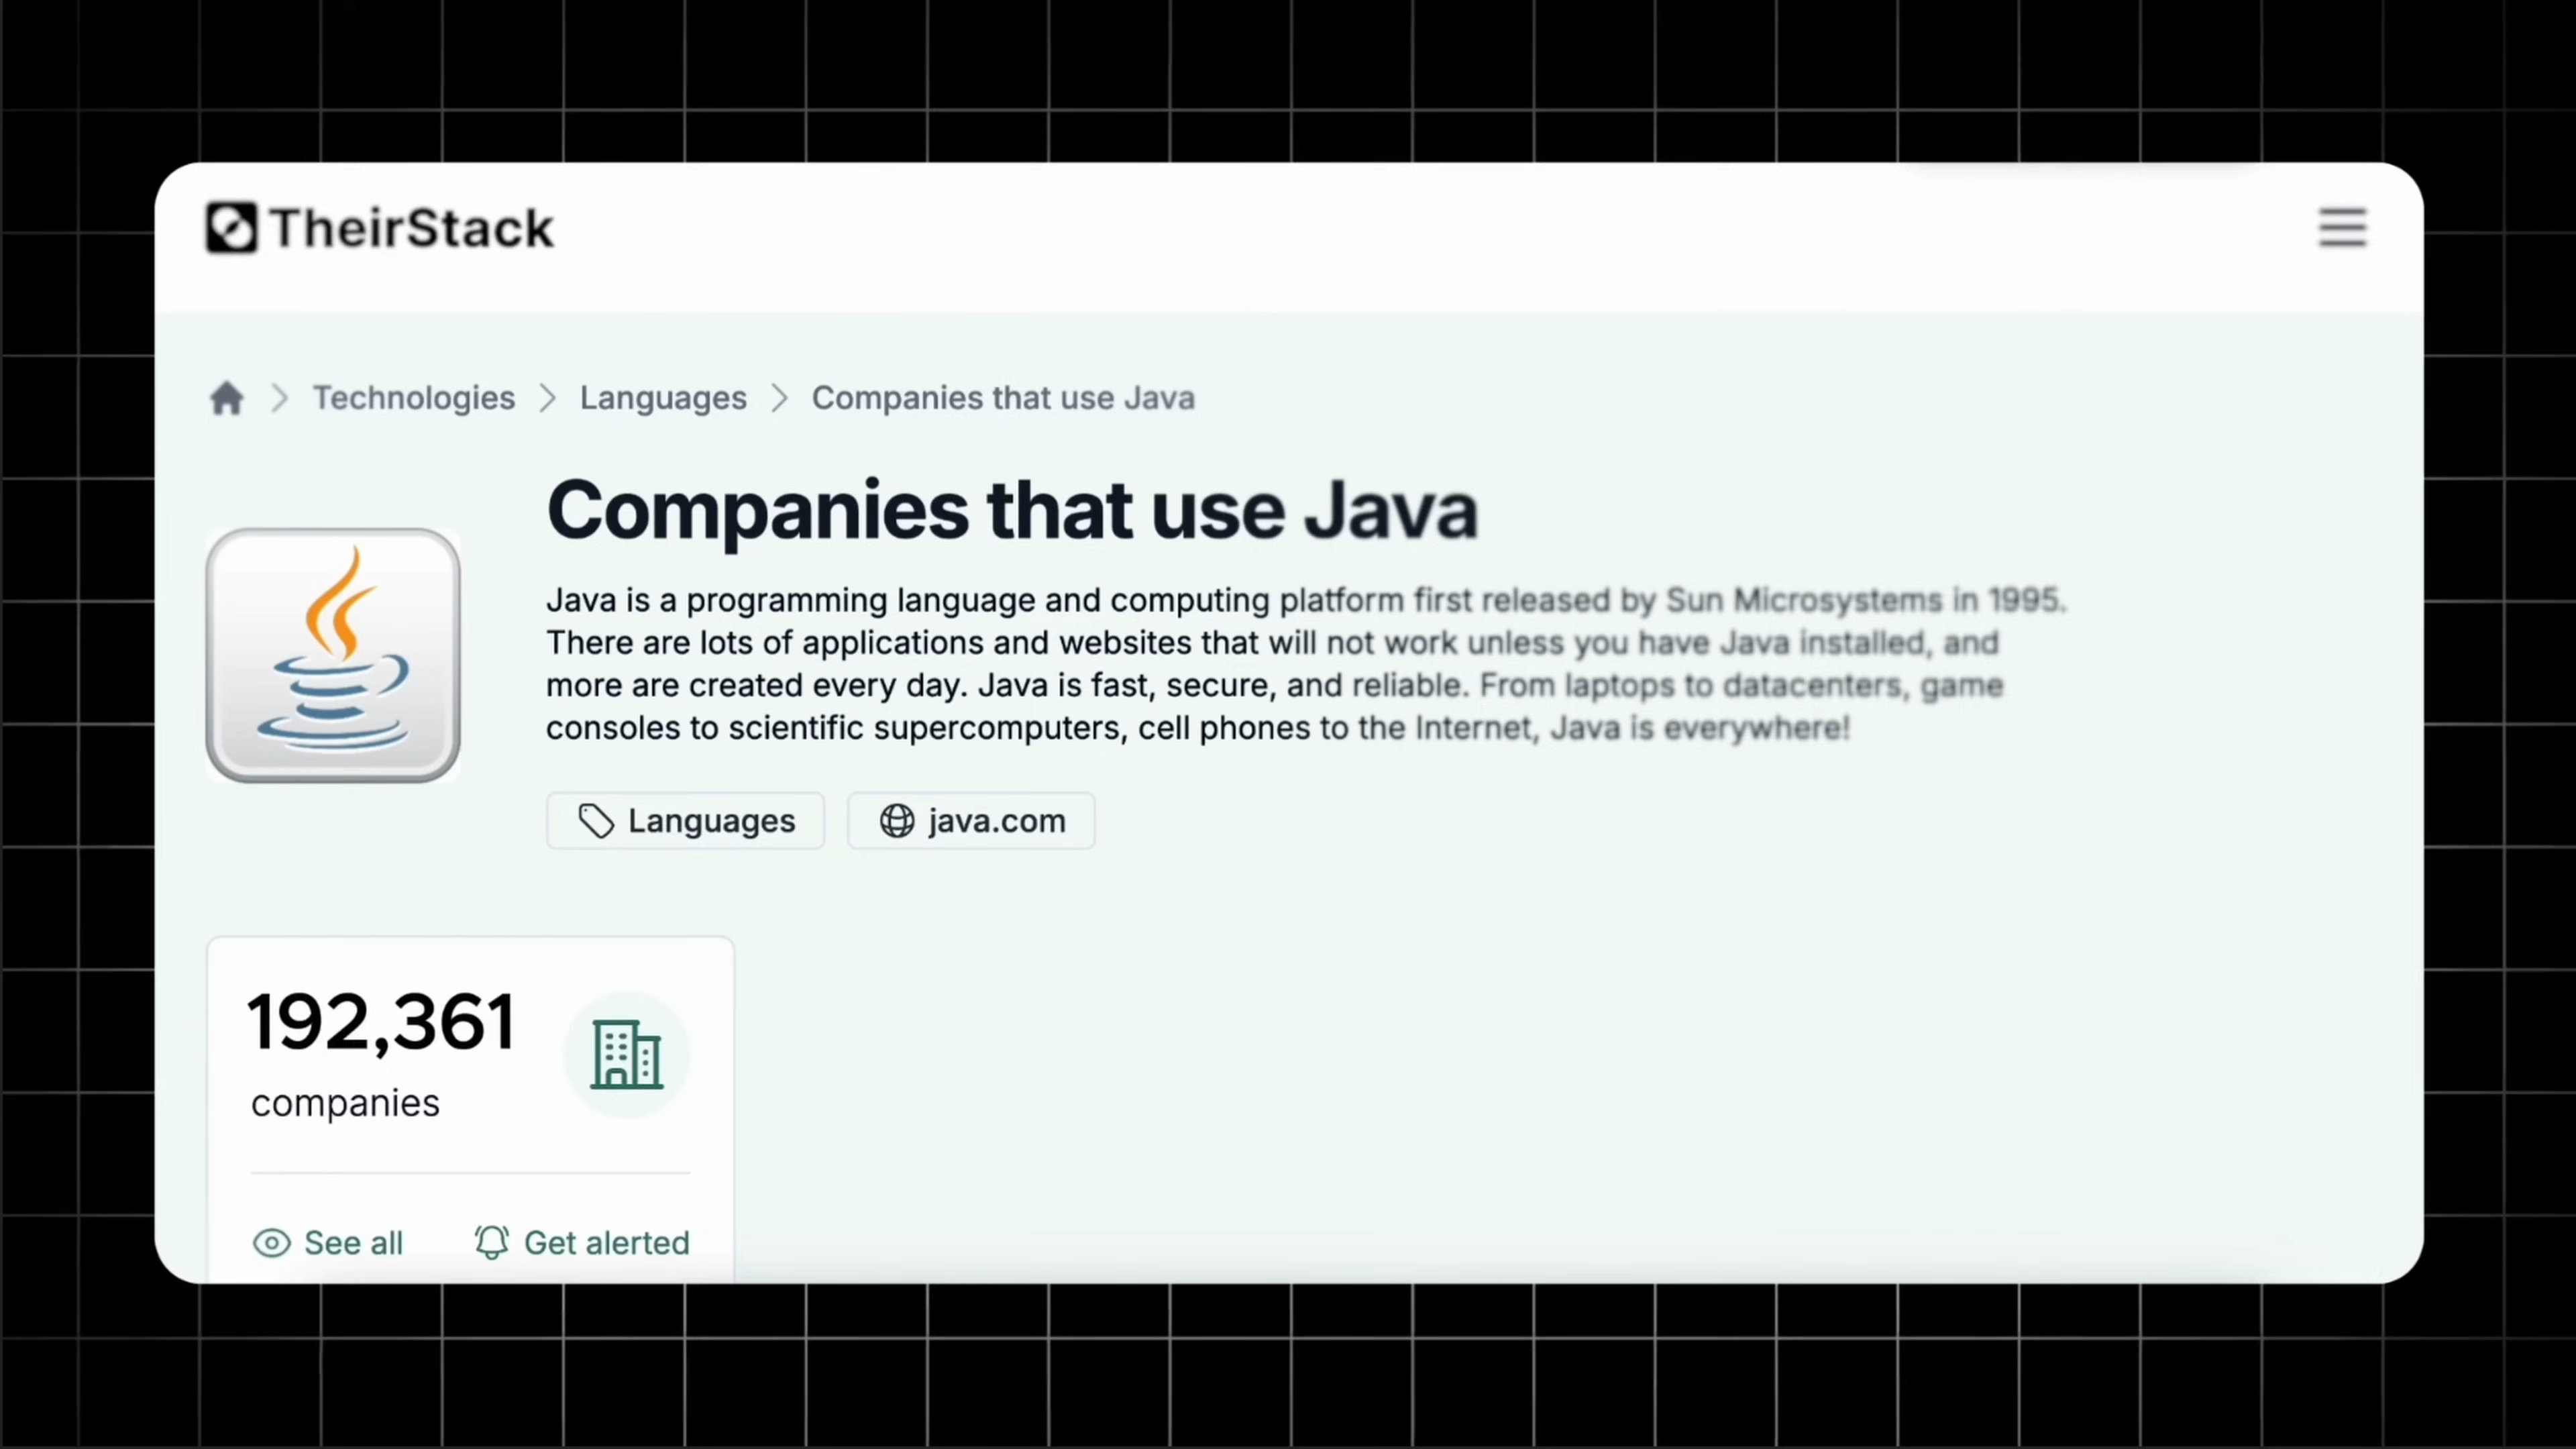 TheirStack
Technologies > Languages > Companies that use Java
Companies that use Java
Java is a programming language and computing platform first released by Sun Microsystems in 1995.
There are lots of applications and websites that will not work unless you have Java installed, and
more are created every day. Java is fast, secure, and reliable. From laptops to datacenters, game
consoles to scientific supercomputers, cell phones to the Internet, Java is everywhere!
Languages java.com
192,361
companies
See all Get alerted